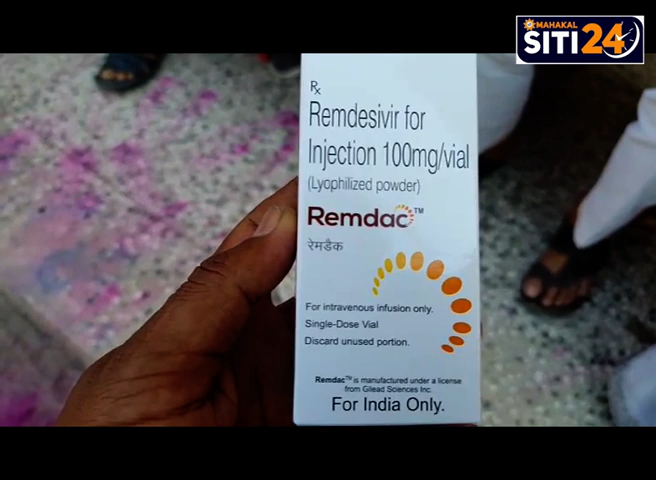 MAHAKAL
SITI24
Rx
Remdesivir for
Injection 100mg/vial
(Lyophilized powder)
Remdac™
रेमडैक
For intravenous infusion only.
Single-Dose Vial
Discard unused portion.
Remdac™ is manufactured under a license
from Gilead Sciences Inc.
For India Only.